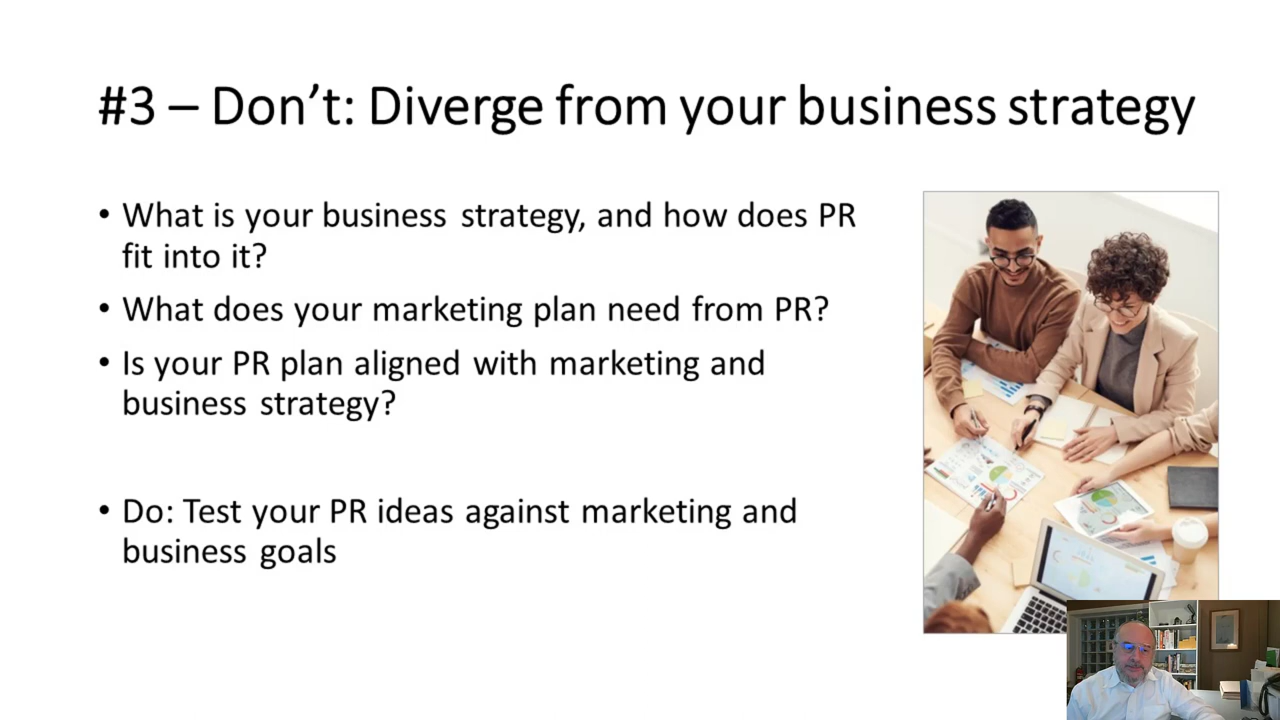 #3 – Don’t: Diverge from your business strategy
• What is your business strategy, and how does PR
fit into it?
• What does your marketing plan need from PR?
• Is your PR plan aligned with marketing and
business strategy?
• Do: Test your PR ideas against marketing and
business goals